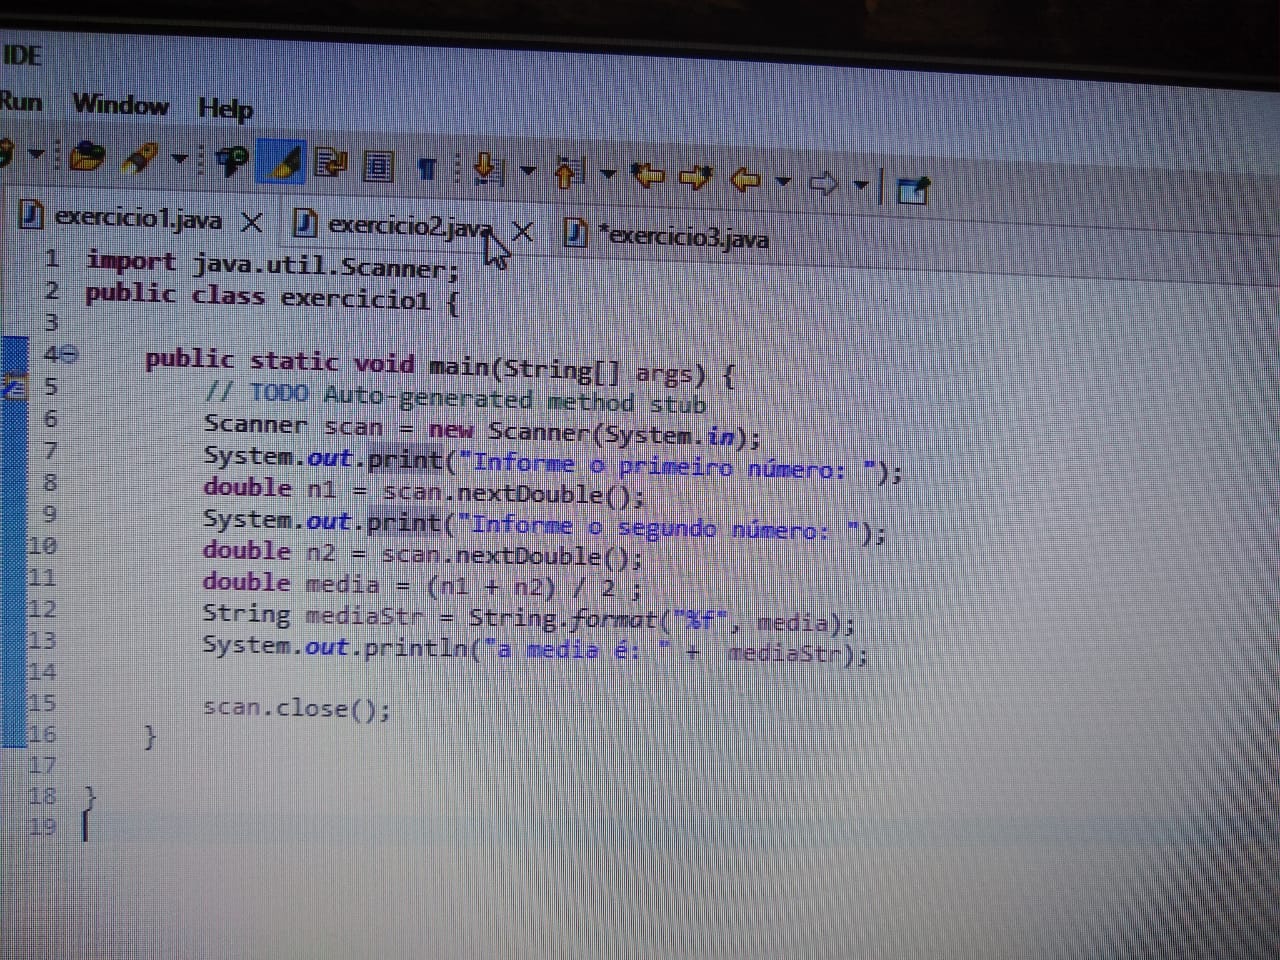 IDE
Run Window Help
exercicio1.java exercicio2.java *exercicio3.java
1 import java.util.Scanner;
2 public class exercicio1 {
3
4 public static void main(String[] args) {
5 // TODO Auto-generated method stub
6 Scanner scan = new Scanner(System.in);
7 System.out.print("Informe o primeiro número: ");
8 double n1 = scan.nextDouble();
9 System.out.print("Informe o segundo número: ");
10 double n2 = scan.nextDouble();
11 double media = (n1 + n2) / 2 ;
12 String mediaStr = String.format("%f", media);
13 System.out.println("a media é: " + mediaStr);
14
15 scan.close();
16 }
17
18 }
19